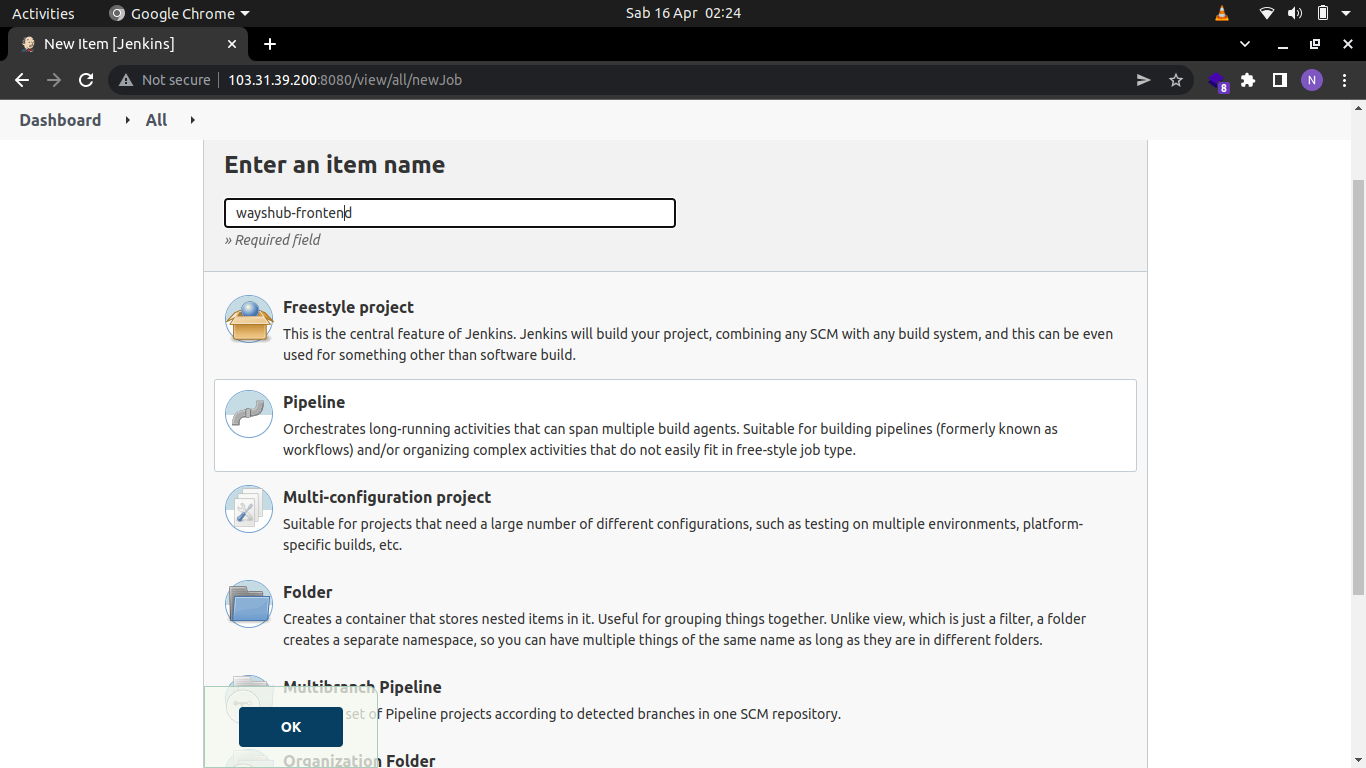 Activities
Google Chrome
Sab 16 Apr 02:24
New Item [Jenkins]
Not secure
103.31.39.200:8080/view/all/newJob
8
N
Dashboard
All
Enter an item name
wayshub-frontend
» Required field
Freestyle project
This is the central feature of Jenkins. Jenkins will build your project, combining any SCM with any build system, and this can be even
used for something other than software build.
Pipeline
Orchestrates long-running activities that can span multiple build agents. Suitable for building pipelines (formerly known as
workflows) and/or organizing complex activities that do not easily fit in free-style job type.
Multi-configuration project
Suitable for projects that need a large number of different configurations, such as testing on multiple environments, platform-
specific builds, etc.
Folder
Creates a container that stores nested items in it. Useful for grouping things together. Unlike view, which is just a filter, a folder
creates a separate namespace, so you can have multiple things of the same name as long as they are in different folders.
Multibranch Pipeline
set of Pipeline projects according to detected branches in one SCM repository.
OK
Organization Folder